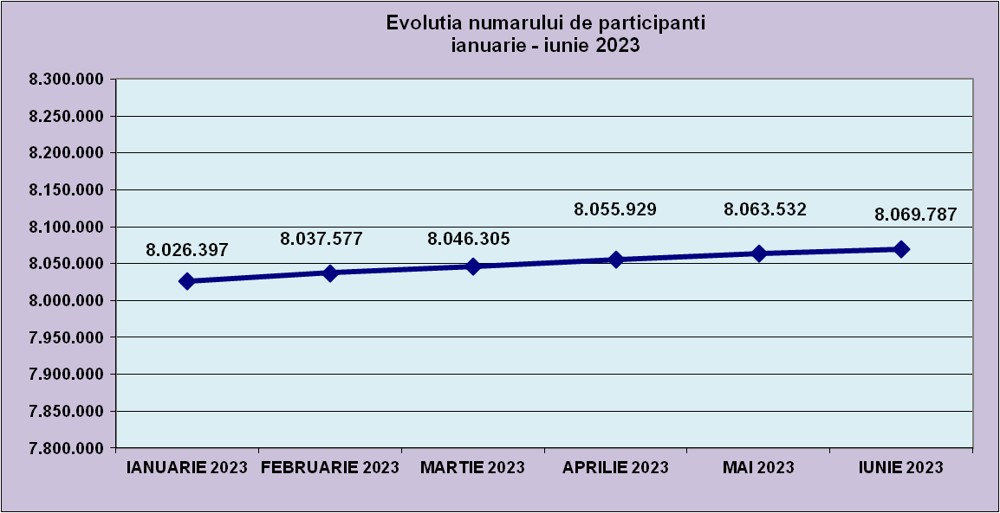 Evolutia numarului de participanti
ianuarie - iunie 2023
8.300.000
8.250.000
8.200.000
8.150.000
8.100.000
8.050.000
8.000.000
7.950.000
7.900.000
7.850.000
7.800.000
8.026.397
8.037.577
8.046.305
8.055.929
8.063.532
8.069.787
IANUARIE 2023
FEBRUARIE 2023
MARTIE 2023
APRILIE 2023
MAI 2023
IUNIE 2023